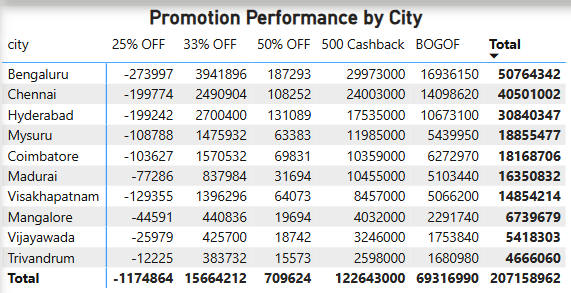 Promotion Performance by City
city 25% OFF 33% OFF 50% OFF 500 Cashback BOGOF Total
Bengaluru -273997 3941896 187293 29973000 16936150 50764342
Chennai -199774 2490904 108252 24003000 14098620 40501002
Hyderabad -199242 2700400 131089 17535000 10673100 30840347
Mysuru -108788 1475932 63383 11985000 5439950 18855477
Coimbatore -103627 1570532 69831 10359000 6272970 18168706
Madurai -77286 837984 31694 10455000 5103440 16350832
Visakhapatnam -129355 1396296 64073 8457000 5066200 14854214
Mangalore -44591 440836 19694 4032000 2291740 6739679
Vijayawada -25979 425700 18742 3246000 1753840 5418303
Trivandrum -12225 383732 15573 2598000 1680980 4666060
Total -1174864 15664212 709624 122643000 69316990 207158962